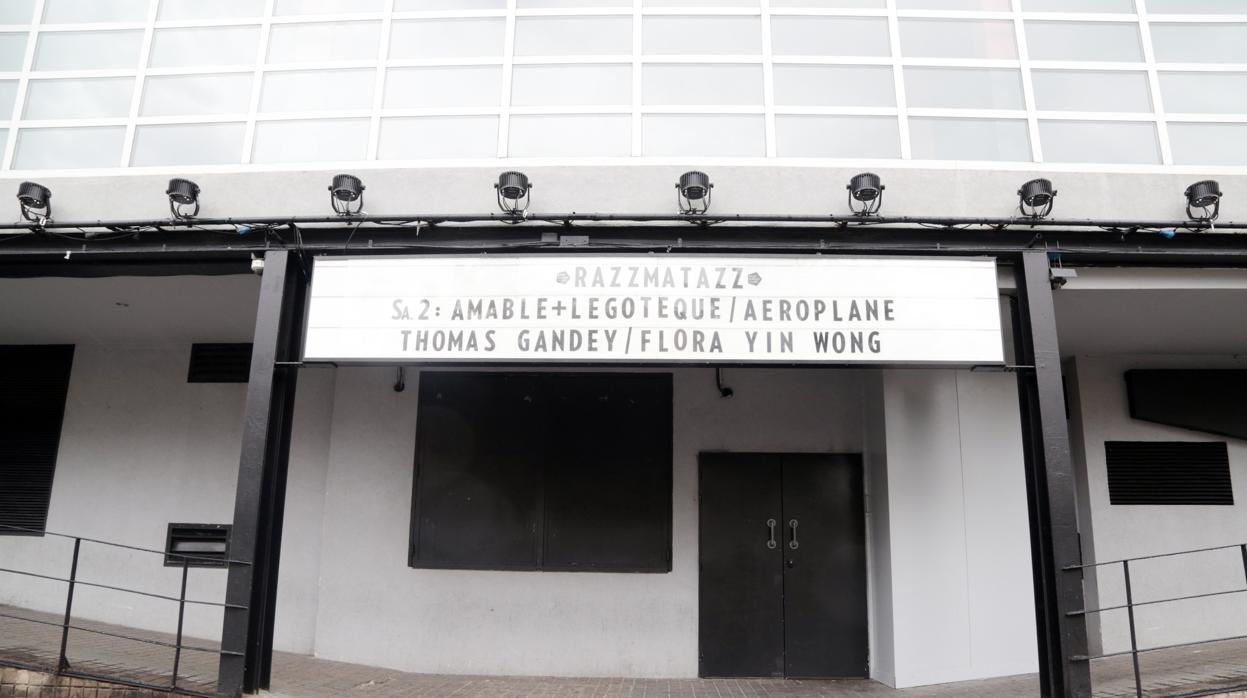 RAZZMATAZZ
SA. 2: AMABLE+LEGOTEQUE/AEROPLANE
THOMAS GANDEY/FLORA YIN WONG